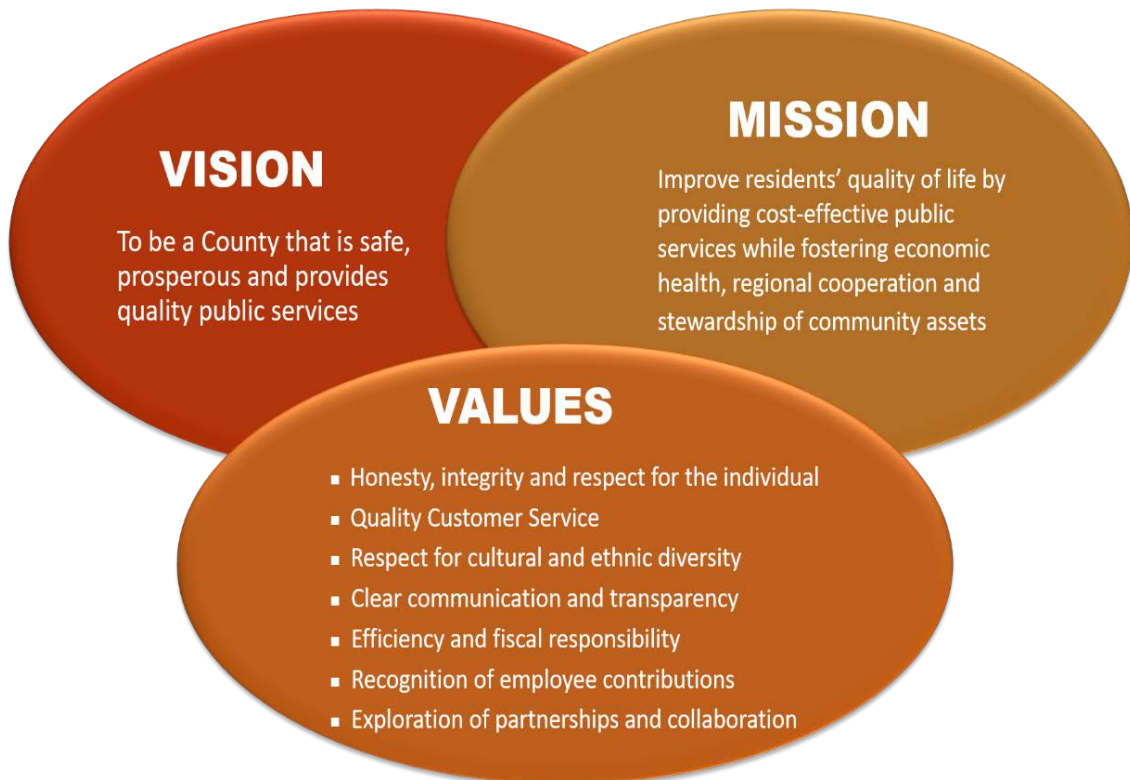 VISION
To be a County that is safe,
prosperous and provides
quality public services
MISSION
Improve residents’ quality of life by
providing cost-effective public
services while fostering economic
health, regional cooperation and
stewardship of community assets
VALUES
▪ Honesty, integrity and respect for the individual
▪ Quality Customer Service
▪ Respect for cultural and ethnic diversity
▪ Clear communication and transparency
▪ Efficiency and fiscal responsibility
▪ Recognition of employee contributions
▪ Exploration of partnerships and collaboration